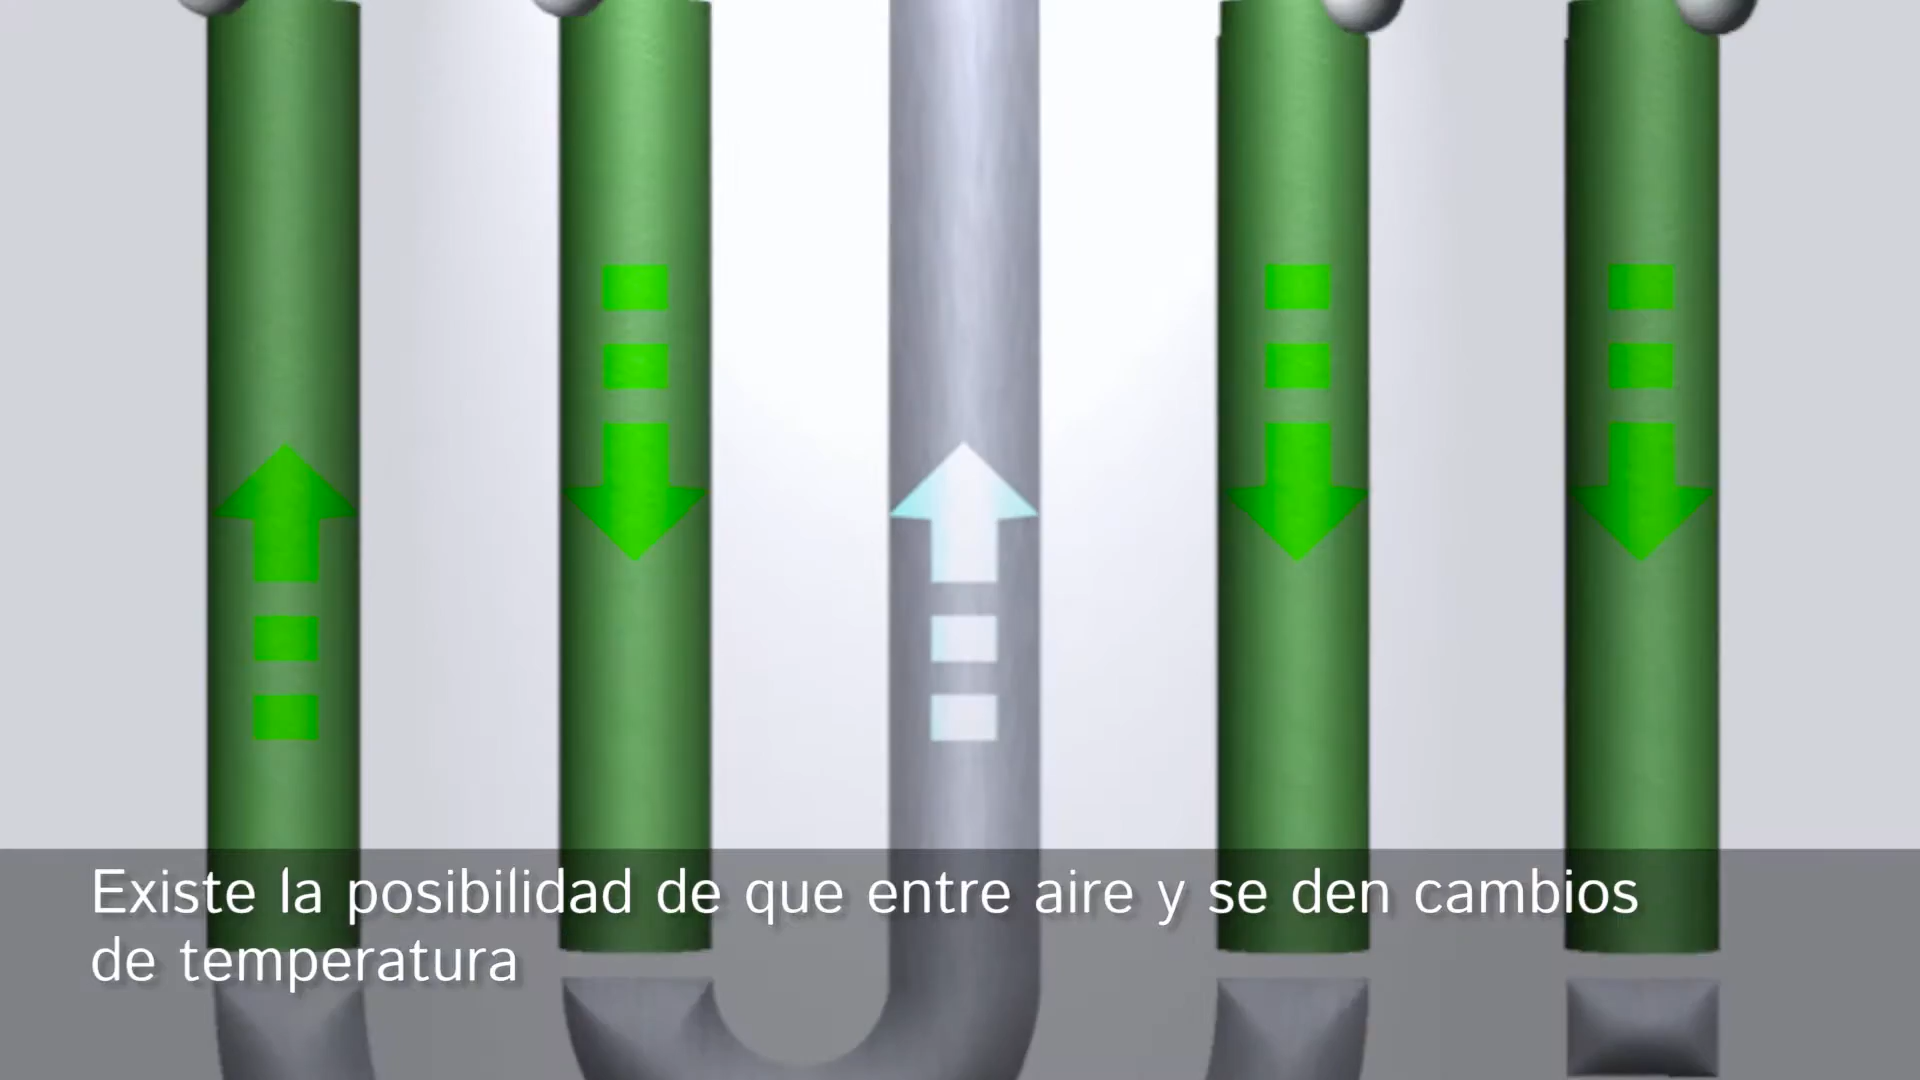 Existe la posibilidad de que entre aire y se den cambios
de temperatura